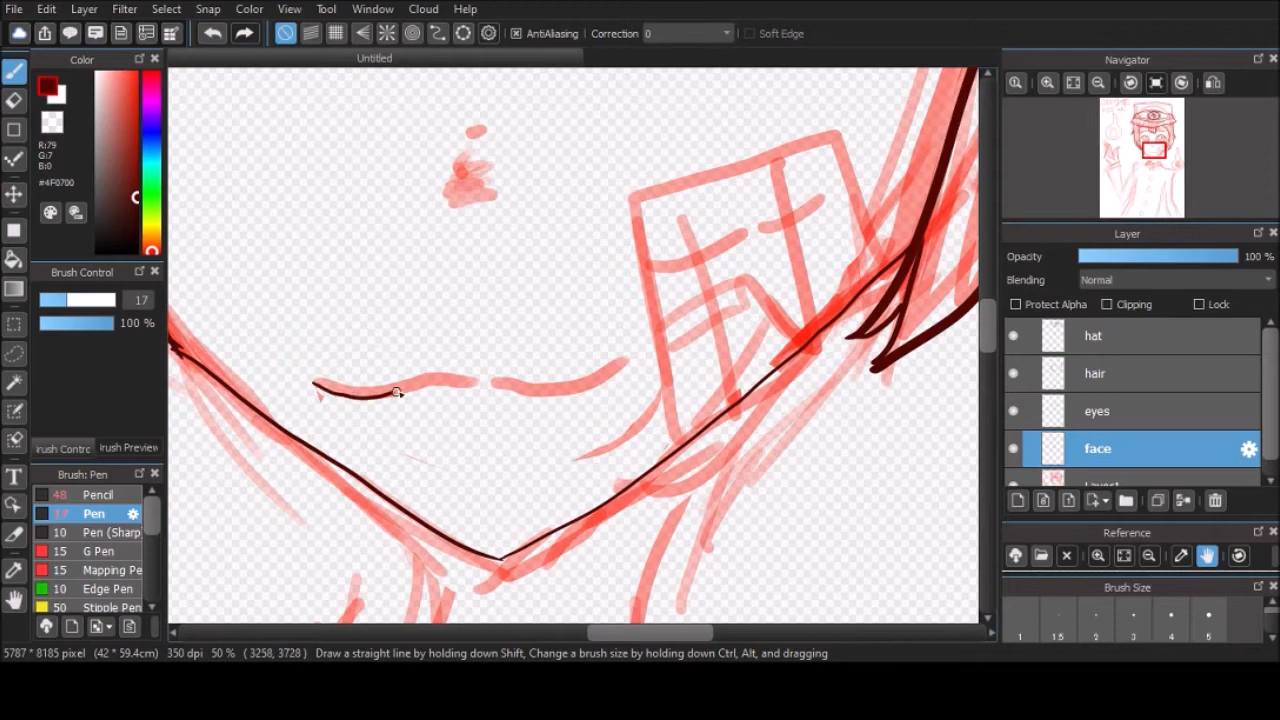 File Edit Layer Filter Select Snap Color View Tool Window Cloud Help
AntiAliasing Correction 0 Soft Edge
Color
Untitled
Navigator
R:79
G:7
B:0
#4F0700
Layer
Opacity 100 %
Blending Normal
Protect Alpha Clipping Lock
Brush Control
17
100 %
hat
hair
eyes
face
Layer1
rush Contrc rush Preview
Brush: Pen
48 Pencil
17 Pen
10 Pen (Sharp
15 G Pen
15 Mapping Pe
10 Edge Pen
50 Stipple Pen
Reference
Brush Size
1 1.5 2 3 4 5
5787 * 8185 pixel (42 * 59.4cm) 350 dpi 50 % ( 3258, 3728 ) Draw a straight line by holding down Shift, Change a brush size by holding down Ctrl, Alt, and dragging